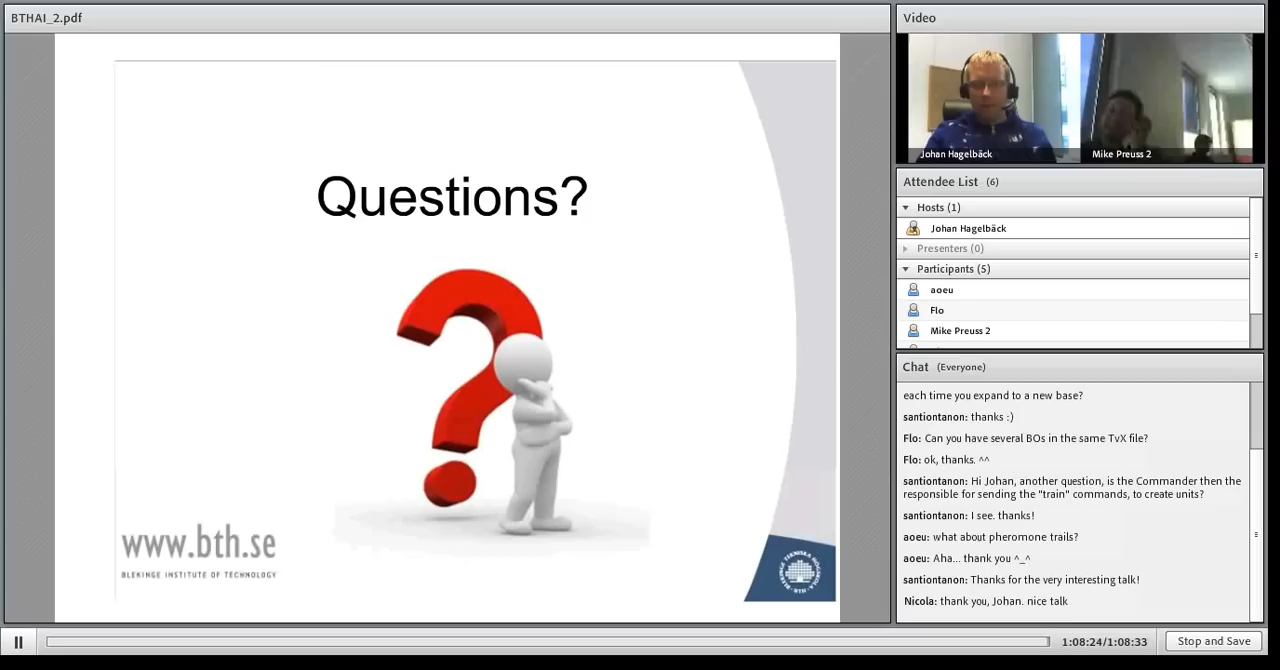 BTHAI_2.pdf
Questions?
www.bth.se
BLEKINGE INSTITUTE OF TECHNOLOGY
Video
Johan Hagelbäck
Mike Preuss 2
Attendee List (6)
Hosts (1)
Johan Hagelbäck
Presenters (0)
Participants (5)
aoeu
Flo
Mike Preuss 2
Chat (Everyone)
each time you expand to a new base?
santiontanon: thanks :)
Flo: Can you have several BOs in the same TvX file?
Flo: ok, thanks. ^^
santiontanon: Hi Johan, another question, is the Commander then the
responsible for sending the "train" commands, to create units?
santiontanon: I see. thanks!
aoeu: what about pheromone trails?
aoeu: Aha... thank you ^_^
santiontanon: Thanks for the very interesting talk!
Nicola: thank you, Johan. nice talk
1:08:24/1:08:33
Stop and Save